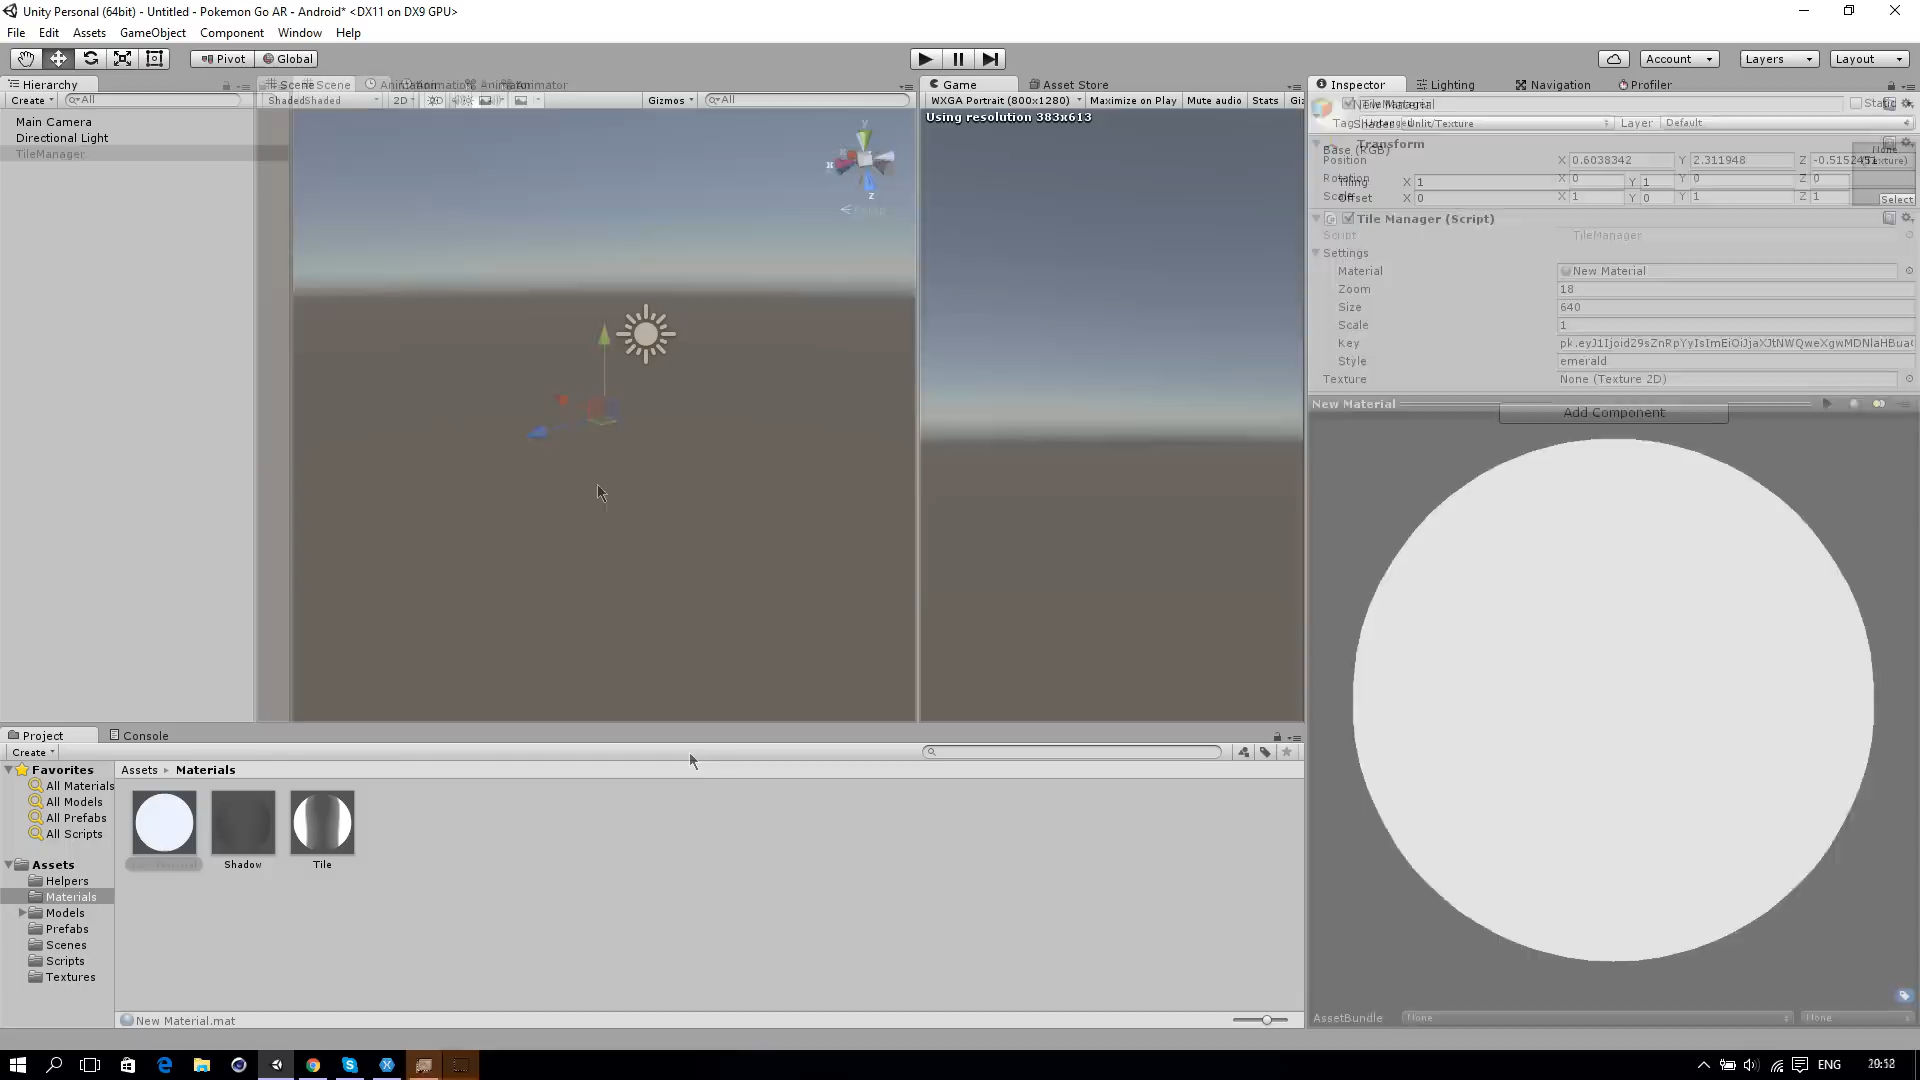 Unity Personal (64bit) - Untitled - Pokemon Go AR - Android* <DX11 on DX9 GPU>
File Edit Assets GameObject Component Window Help
Pivot Global Account Layers Layout
Hierarchy
Create All
Main Camera
Directional Light
TileManager
Scene Animation Animator
Shaded 2D Gizmos All
Game Asset Store
WXGA Portrait (800x1280) Maximize on Play Mute audio Stats Gi
Using resolution 383x613
y
x
z
Persp
Inspector Lighting Navigation Profiler
New Material Static
Tag Shader Unlit/Texture Layer Default
Transform
Base (RGB) None
Position X 0.6038342 Y 2.311948 Z -0.5152451 (Texture)
Rotation X 0 Y 0 Z 0
Tiling X 1 Y 1
Scale X 1 Y 1 Z 1
Offset X 0 Y 0 Select
Tile Manager (Script)
Script TileManager
Settings
Material New Material
Zoom 18
Size 640
Scale 1
Key
Style emerald
Texture None (Texture 2D)
New Material
Add Component
AssetBundle None None
Project Console
Create
Favorites
All Materials
All Models
All Prefabs
All Scripts
Assets
Helpers
Materials
Models
Prefabs
Scenes
Scripts
Textures
Assets Materials
Shadow Tile
New Material.mat
ENG